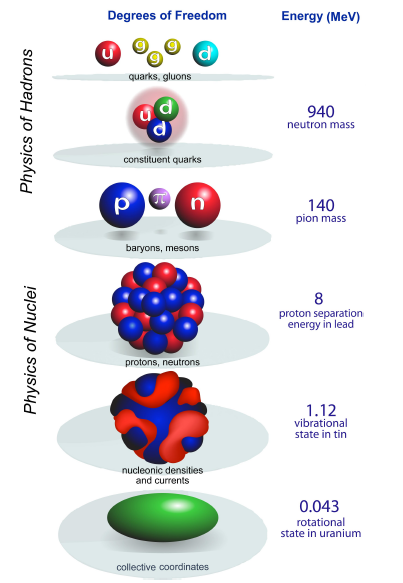 Degrees of Freedom
Energy (MeV)
Physics of Hadrons
u
g
g
g
d
quarks, gluons
u
d
d
constituent quarks
940
neutron mass
p
π
n
baryons, mesons
140
pion mass
Physics of Nuclei
protons, neutrons
8
proton separation
energy in lead
nucleonic densities
and currents
1.12
vibrational
state in tin
collective coordinates
0.043
rotational
state in uranium